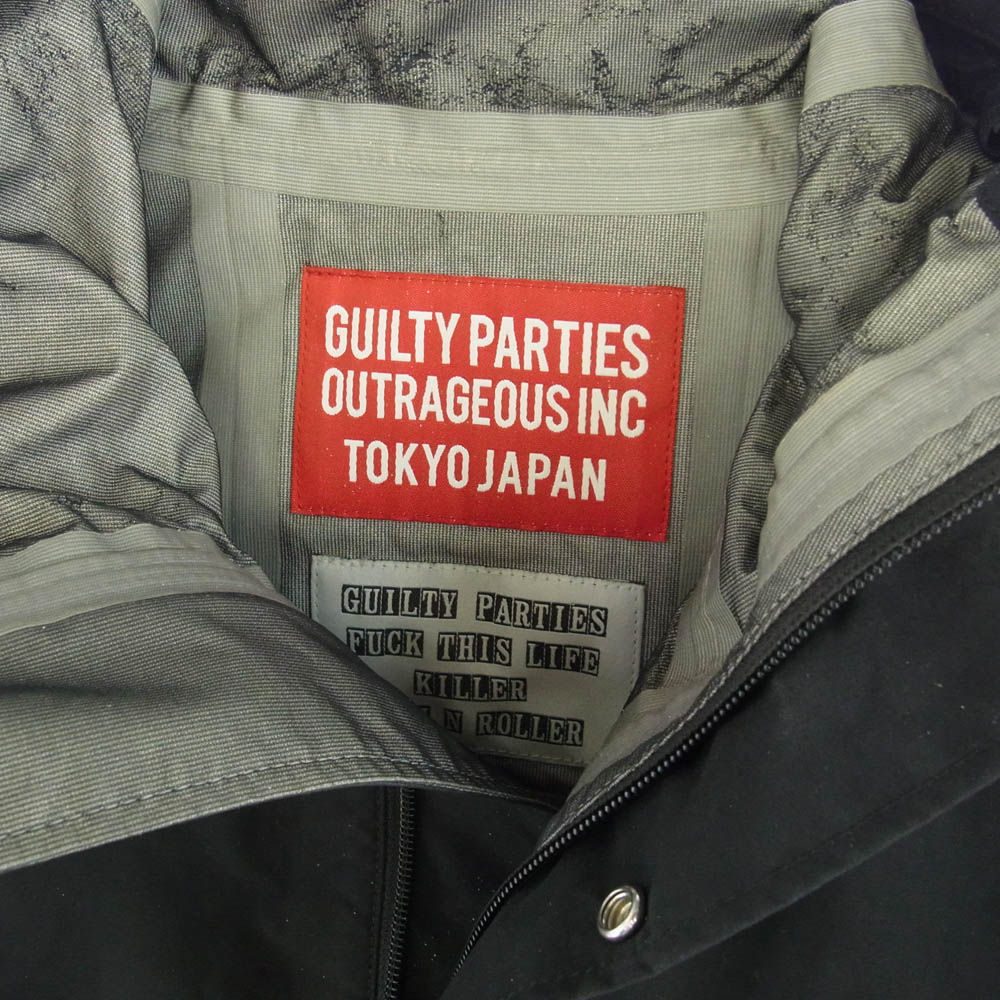 GUILTY PARTIES
OUTRAGEOUS INC
TOKYO JAPAN
GUILTY PARTIES
FUCK THIS LIFE
KILLER
N ROLLER